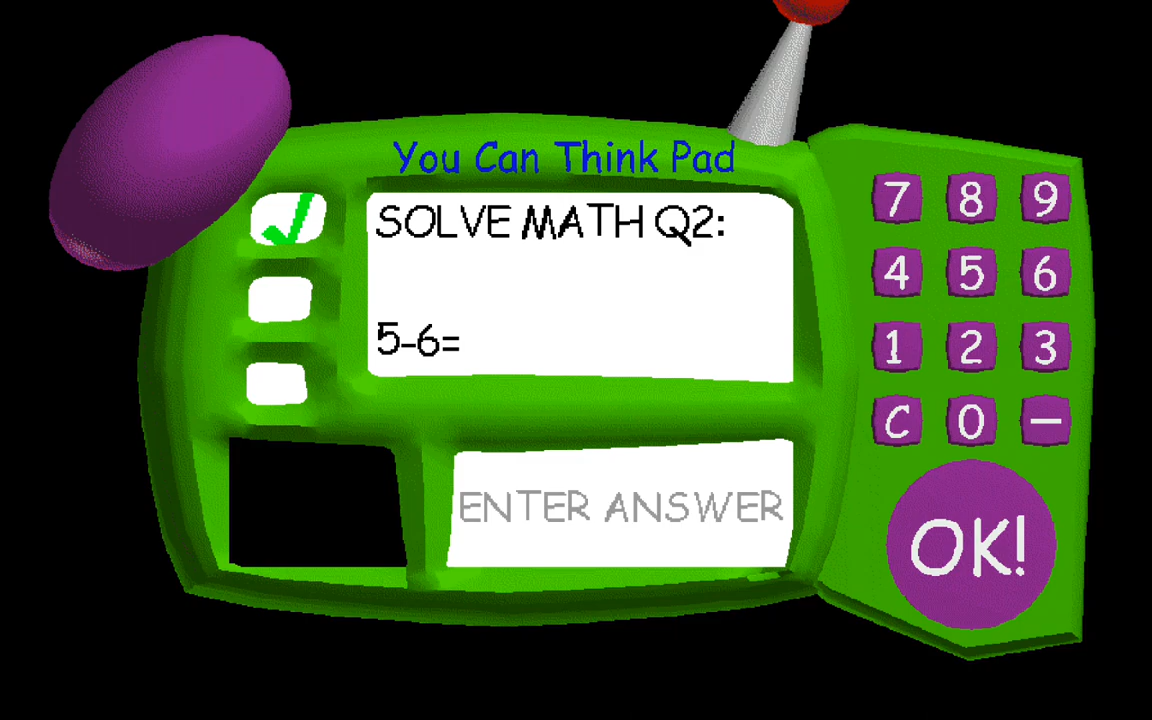 You Can Think Pad
SOLVE MATH Q2:
5-6=
ENTER ANSWER
7 8 9
4 5 6
1 2 3
C 0 -
OK!